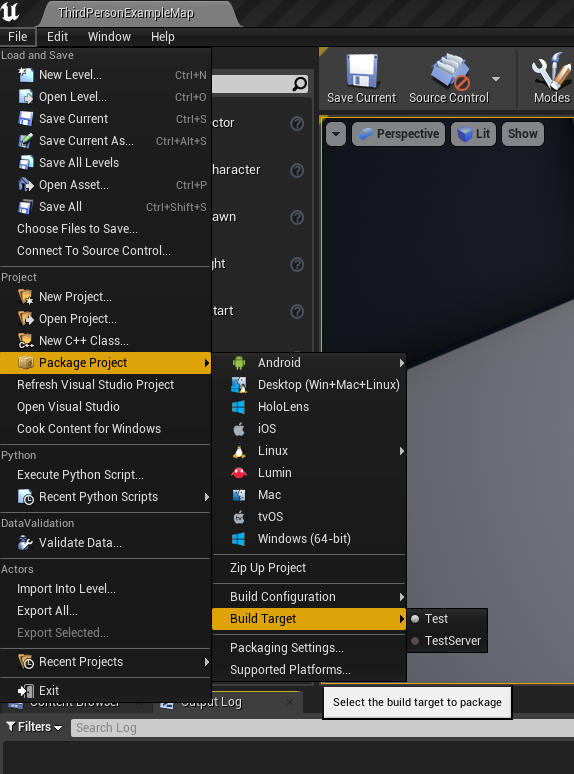 ThirdPersonExampleMap
File Edit Window Help
Load and Save
New Level... Ctrl+N
Open Level... Ctrl+O
Save Current Ctrl+S
Save Current As... Ctrl+Alt+S
Save All Levels
Open Asset... Ctrl+P
Save All Ctrl+Shift+S
Choose Files to Save...
Connect To Source Control...
Project
New Project...
Open Project...
New C++ Class...
Package Project
Refresh Visual Studio Project
Open Visual Studio
Cook Content for Windows
Python
Execute Python Script...
Recent Python Scripts
DataValidation
Validate Data...
Actors
Import Into Level...
Export All...
Export Selected...
Recent Projects
Exit
ctor
haracter
awn
ght
tart
Save Current
Source Control
Modes
Perspective
Lit
Show
Android
Desktop (Win+Mac+Linux)
HoloLens
iOS
Linux
Lumin
Mac
tvOS
Windows (64-bit)
Zip Up Project
Build Configuration
Build Target
Packaging Settings...
Supported Platforms...
Test
TestServer
Select the build target to package
Content Browser
Output Log
Filters
Search Log